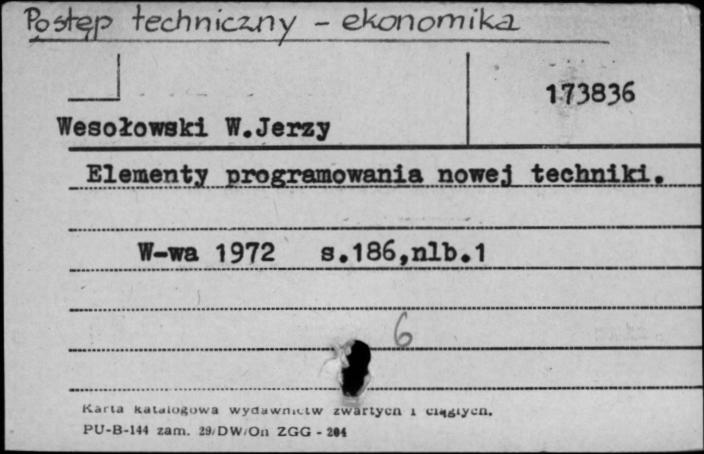 Postęp techniczny - ekonomika
173836
Wesołowski W.Jerzy
Elementy programowania nowej techniki.
W-wa 1972 s.186,nlb.1
6
Karta katalogowa wydawnictw zwartych i ciągłych.
PU-B-144 zam. 29/DW/On ZGG - 204